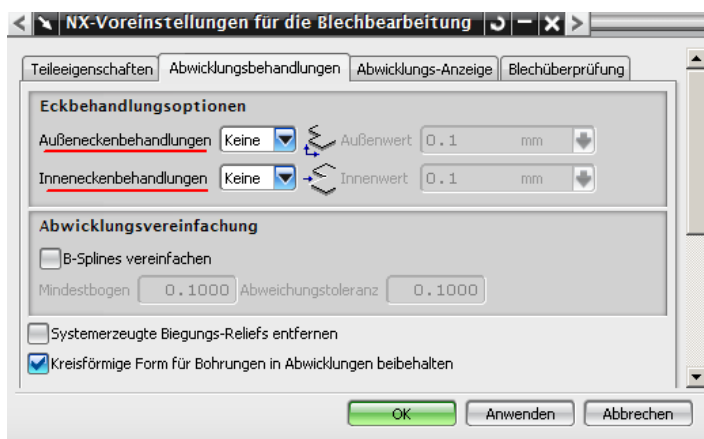 NX-Voreinstellungen für die Blechbearbeitung
Teileeigenschaften Abwicklungsbehandlungen Abwicklungs-Anzeige Blechüberprüfung
Eckbehandlungsoptionen
Außeneckenbehandlungen Keine Außenwert 0.1 mm
Inneneckenbehandlungen Keine Innenwert 0.1 mm
Abwicklungsvereinfachung
B-Splines vereinfachen
Mindestbogen 0.1000 Abweichungstoleranz 0.1000
Systemerzeugte Biegungs-Reliefs entfernen
Kreisförmige Form für Bohrungen in Abwicklungen beibehalten
OK Anwenden Abbrechen